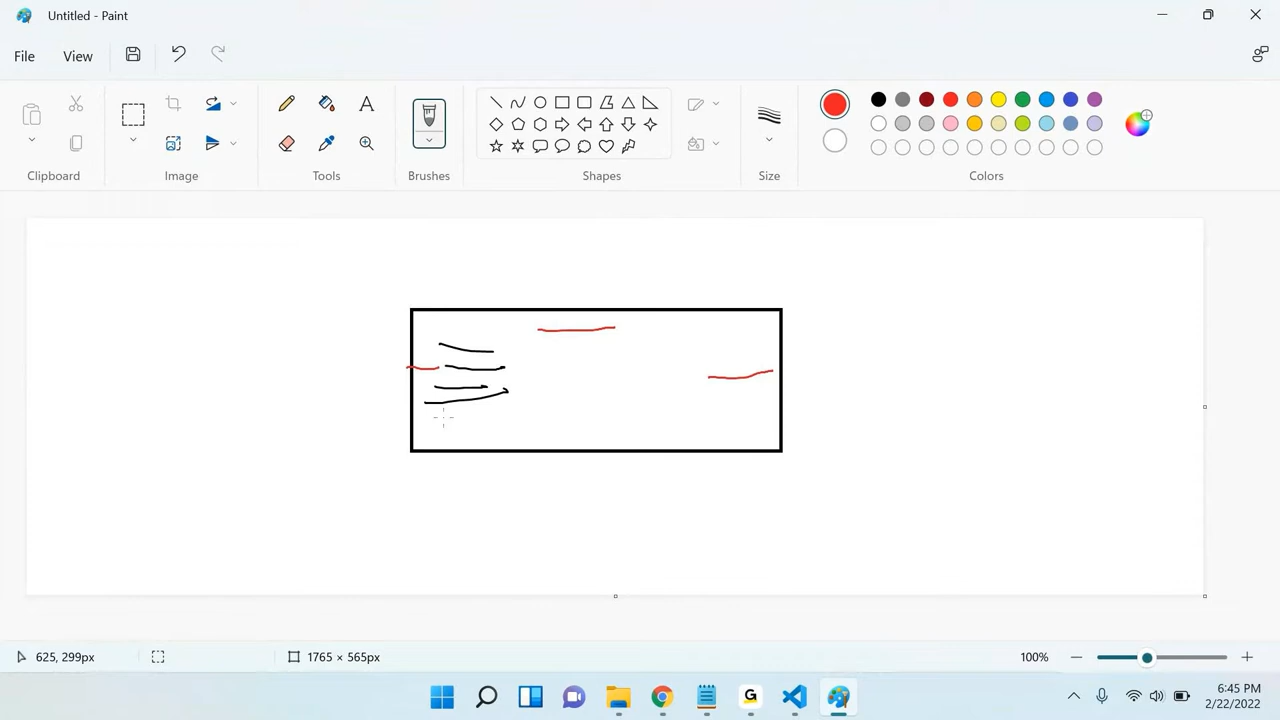 Untitled - Paint
File View
Clipboard
Image
Tools
Brushes
Shapes
Size
Colors
625, 299px
1765 × 565px
100%
6:45 PM
2/22/2022